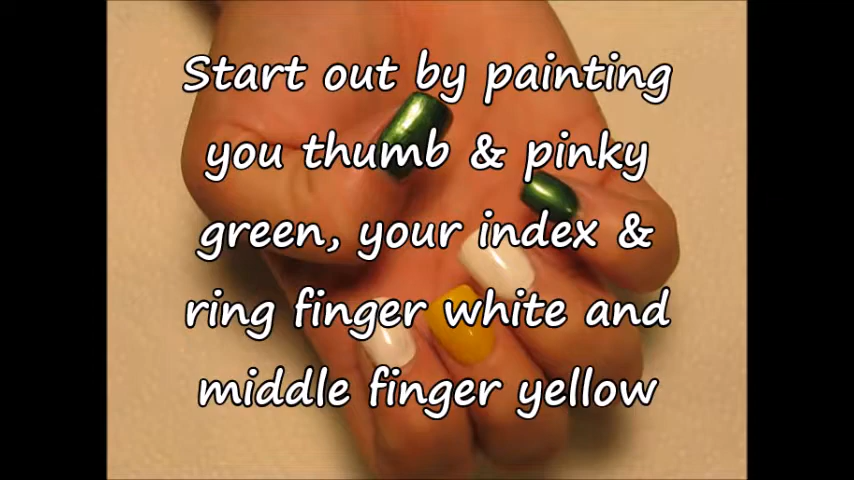 Start out by painting
you thumb & pinky
green, your index &
ring finger white and
middle finger yellow